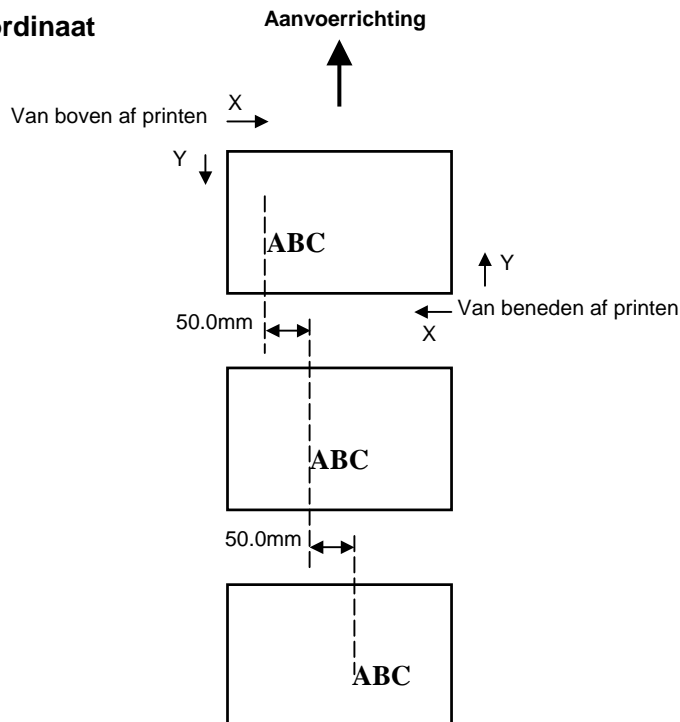 ordinaat
Aanvoerrichting
X
Van boven af printen
Y
ABC
Y
Van beneden af printen
X
50.0mm
ABC
50.0mm
ABC